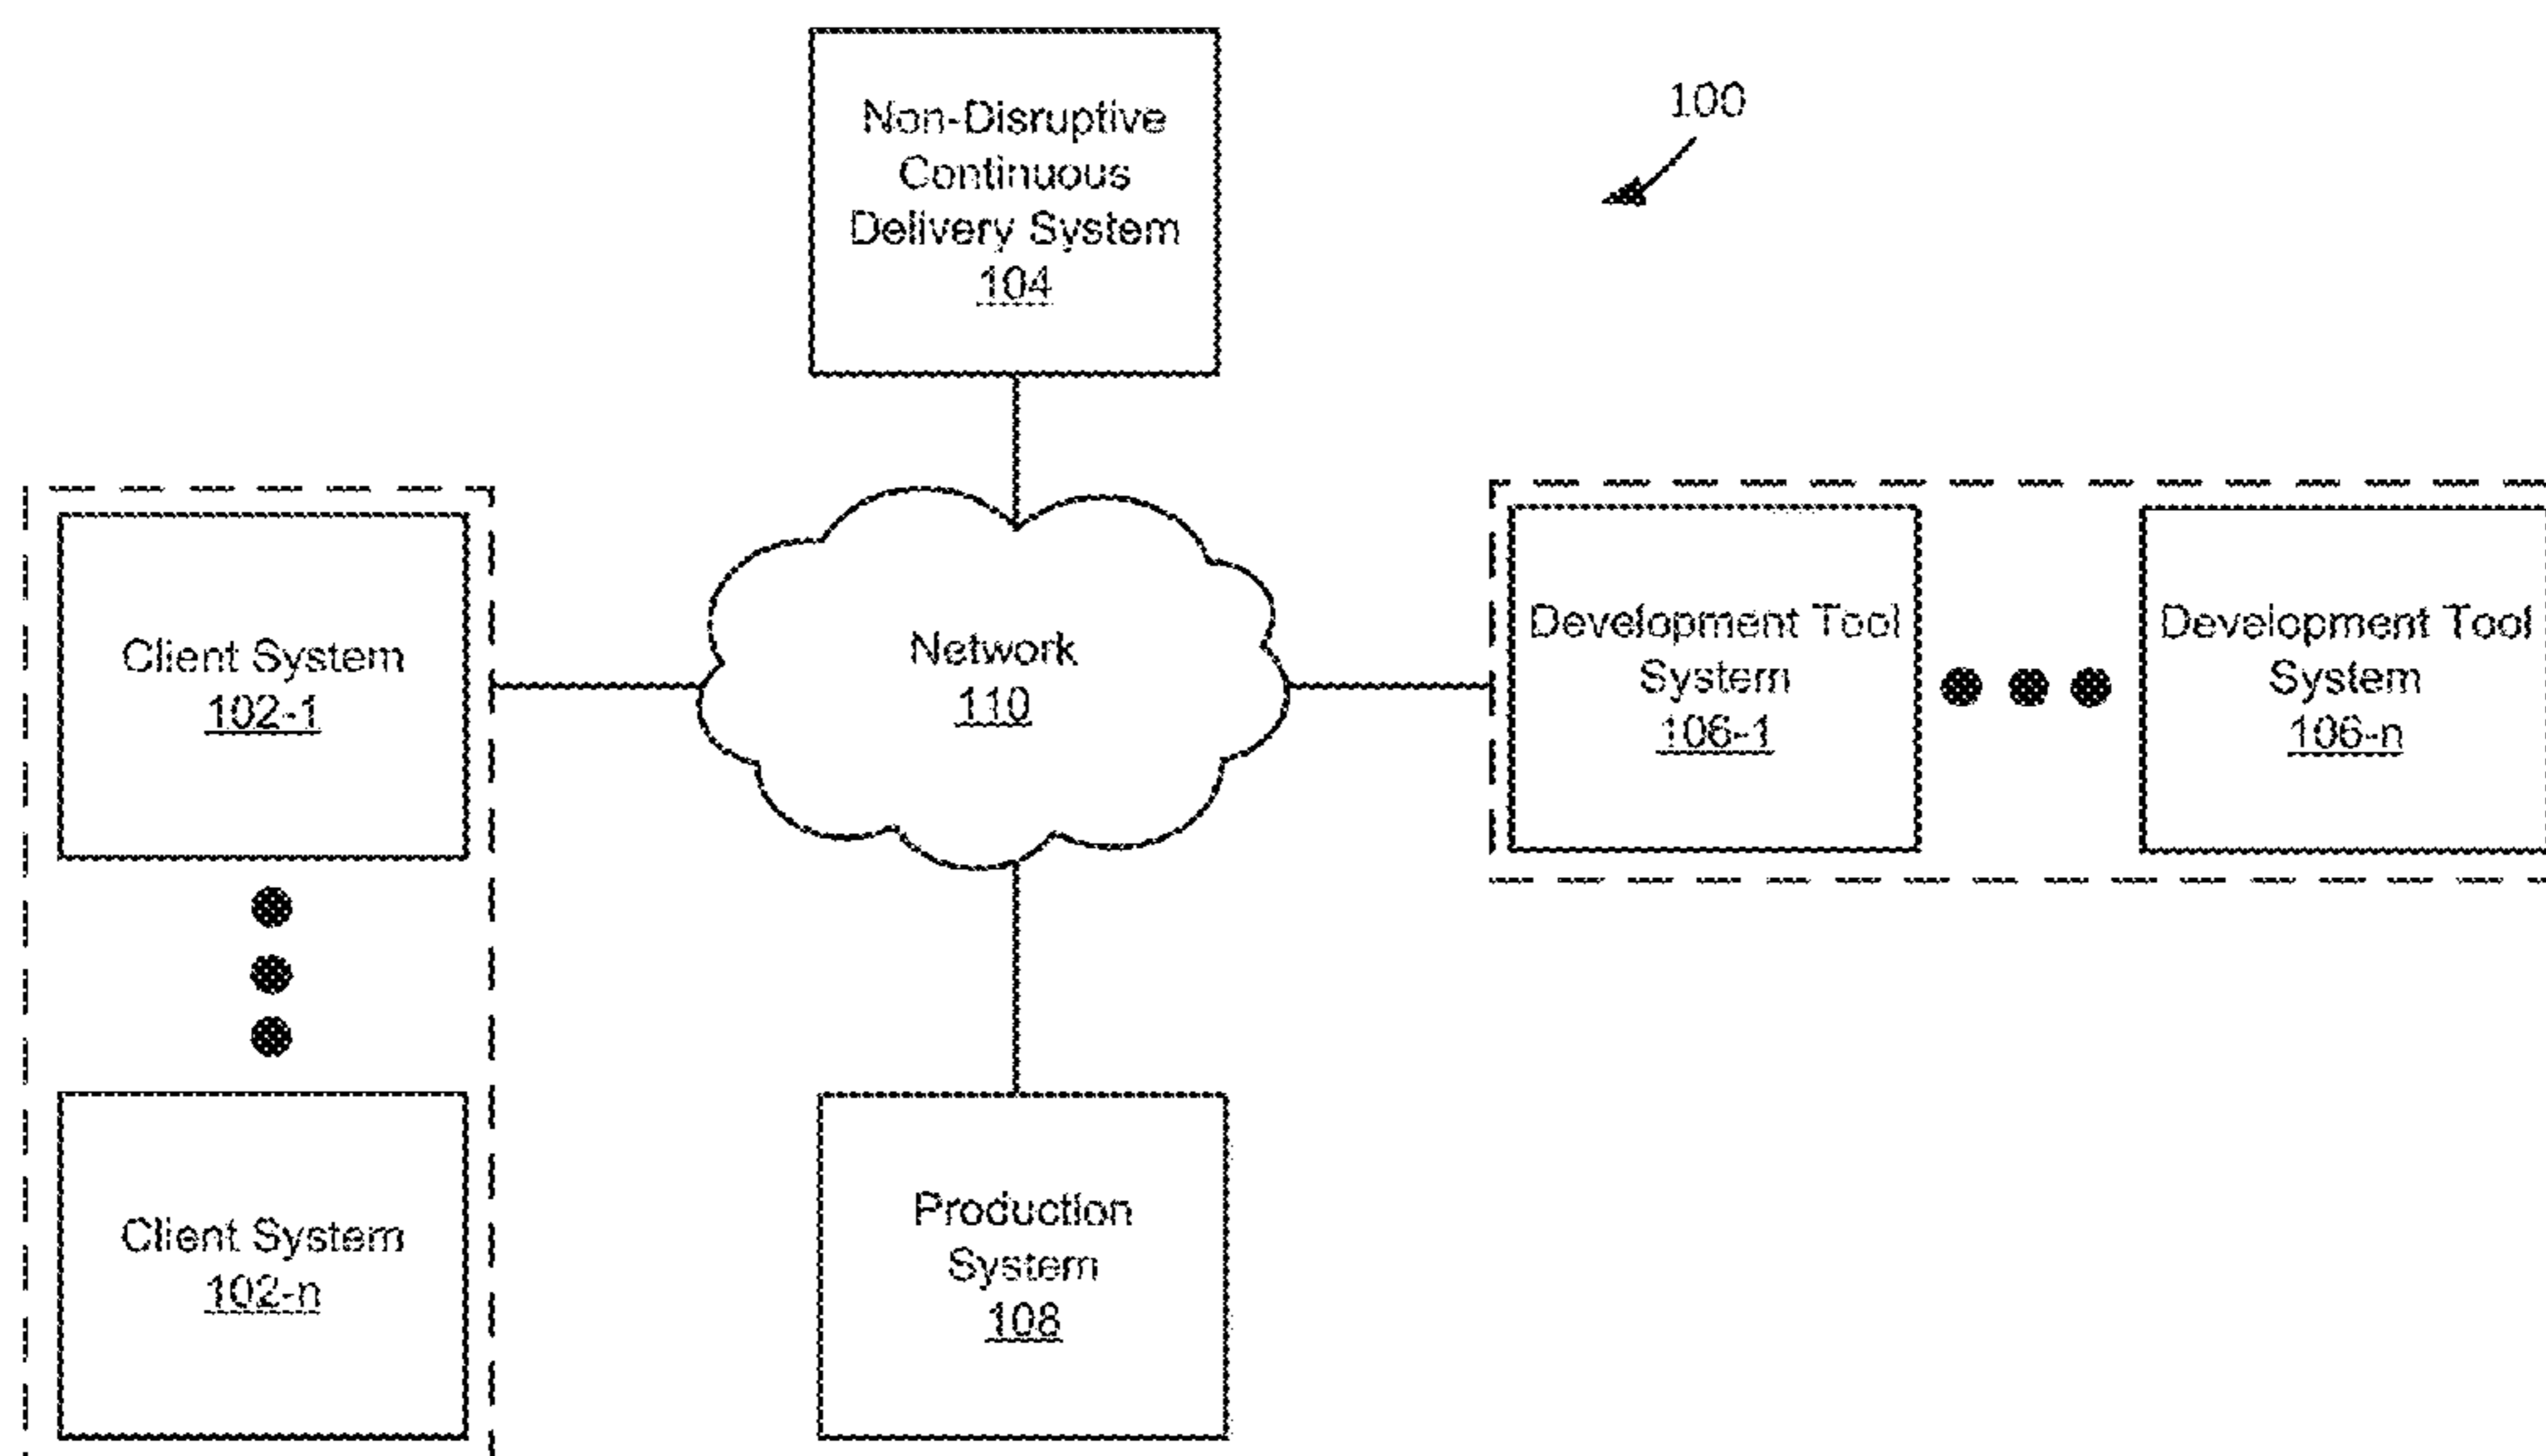 Non-Disruptive
Continuous
Delivery System
104
100
Client System
102-1
Network
110
Development Tool
System
106-1
Development Tool
System
106-n
Client System
102-n
Production
System
108